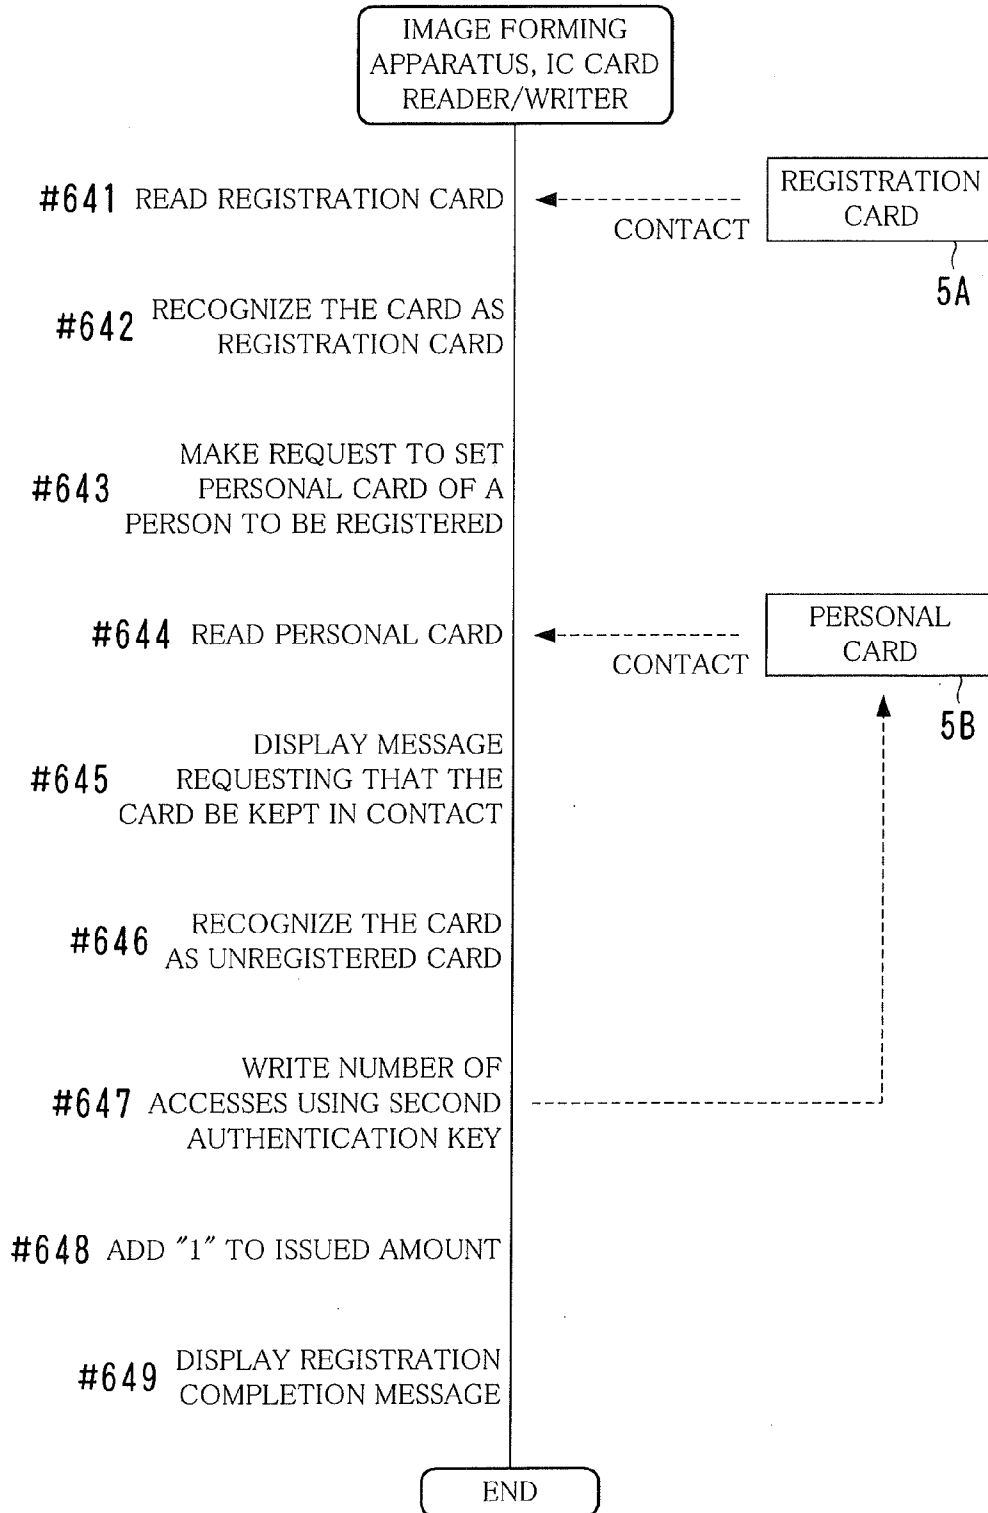 IMAGE FORMING
APPARATUS, IC CARD
READER/WRITER
#641 READ REGISTRATION CARD
CONTACT
REGISTRATION
CARD
5A
#642 RECOGNIZE THE CARD AS
REGISTRATION CARD
#643 MAKE REQUEST TO SET
PERSONAL CARD OF A
PERSON TO BE REGISTERED
#644 READ PERSONAL CARD
CONTACT
PERSONAL
CARD
5B
#645 DISPLAY MESSAGE
REQUESTING THAT THE
CARD BE KEPT IN CONTACT
#646 RECOGNIZE THE CARD
AS UNREGISTERED CARD
#647 WRITE NUMBER OF
ACCESSES USING SECOND
AUTHENTICATION KEY
#648 ADD "1" TO ISSUED AMOUNT
#649 DISPLAY REGISTRATION
COMPLETION MESSAGE
END